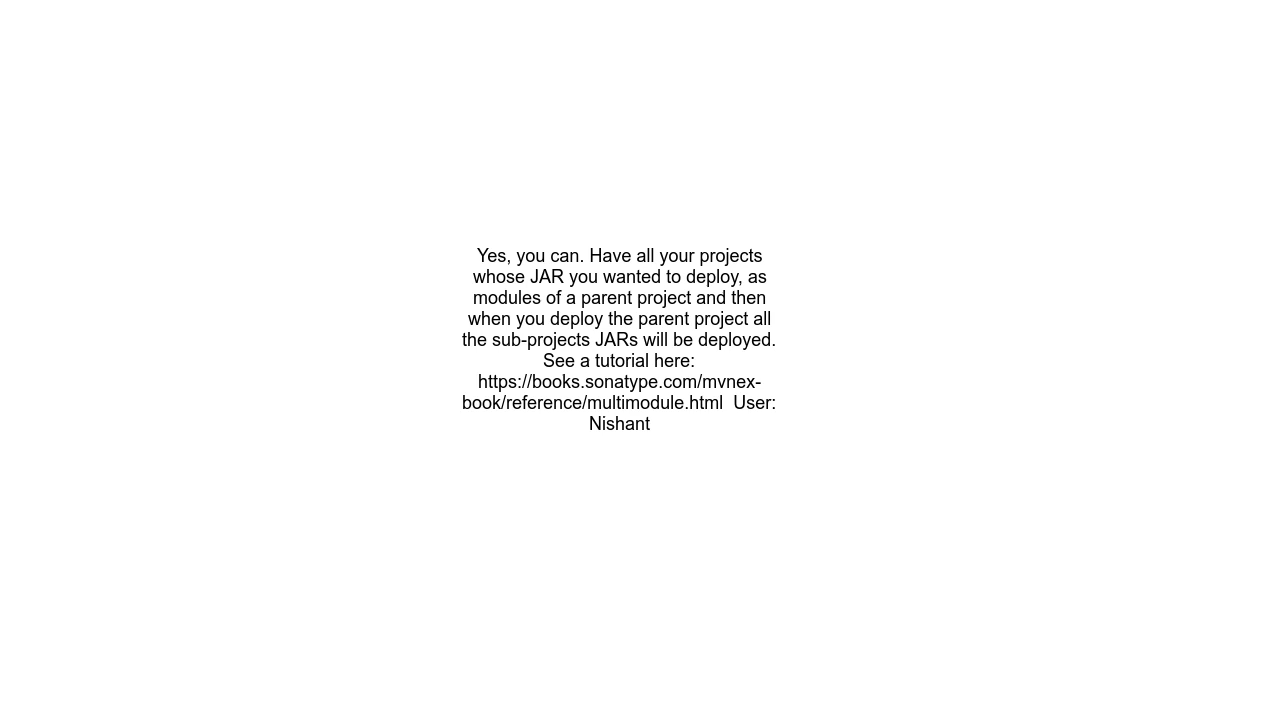 Yes, you can. Have all your projects
whose JAR you wanted to deploy, as
modules of a parent project and then
when you deploy the parent project all
the sub-projects JARs will be deployed.
See a tutorial here:
https://books.sonatype.com/mvnex-
book/reference/multimodule.html  User:
Nishant